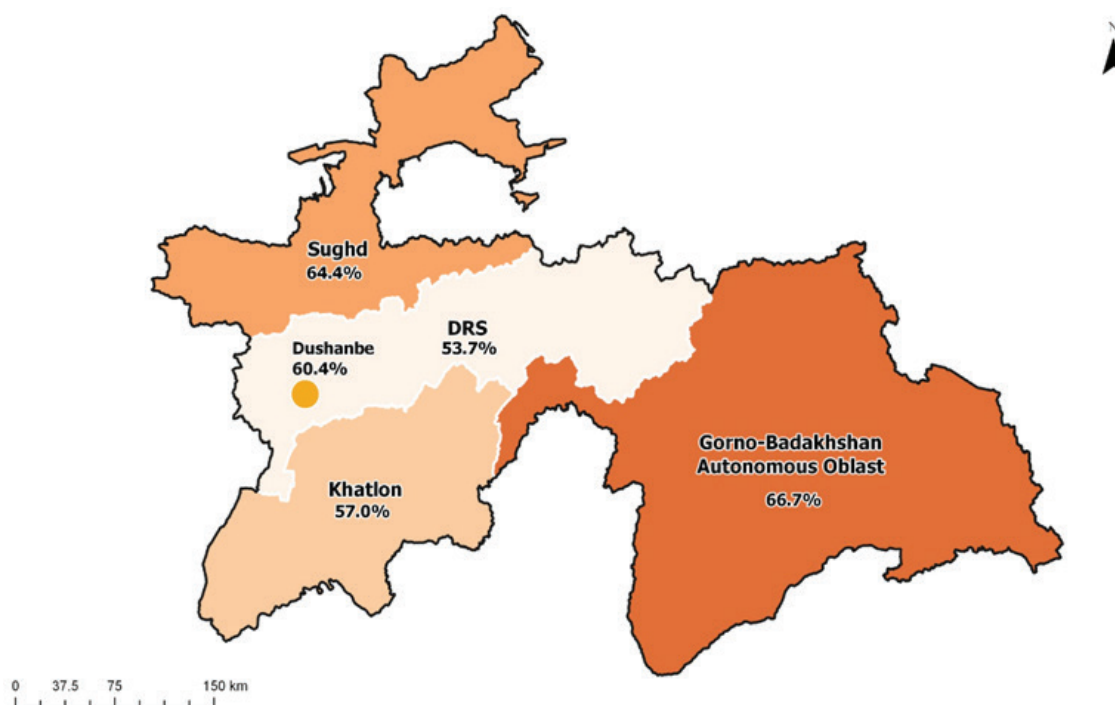 N
Sughd
64.4%
DRS
53.7%
Dushanbe
60.4%
Gorno-Badakhshan
Autonomous Oblast
66.7%
Khatlon
57.0%
0 37.5 75 150 km